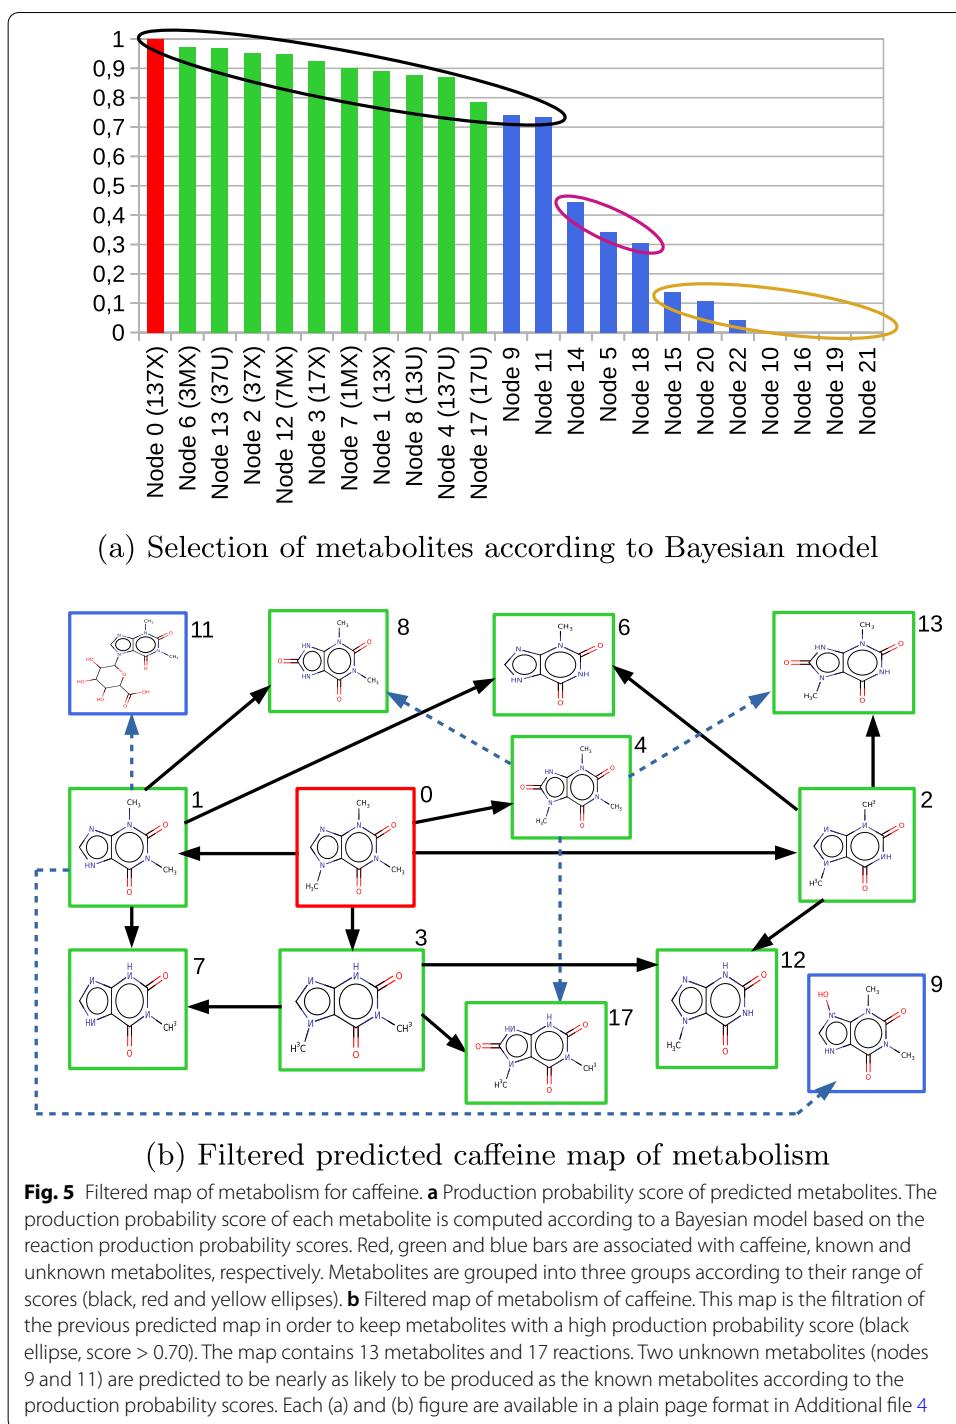 1
0,9
0,8
0,7
0,6
0,5
0,4
0,3
0,2
0,1
0
Node 0 (137X)
Node 6 (3MX)
Node 13 (37U)
Node 2 (37X)
Node 12 (7MX)
Node 3 (17X)
Node 7 (1MX)
Node 1 (13X)
Node 8 (13U)
Node 4 (137U)
Node 17 (17U)
Node 9
Node 11
Node 14
Node 5
Node 18
Node 15
Node 20
Node 22
Node 10
Node 16
Node 19
Node 21
(a) Selection of metabolites according to Bayesian model
11
8
6
13
4
1
0
2
7
3
12
9
17
(b) Filtered predicted caffeine map of metabolism
Fig. 5 Filtered map of metabolism for caffeine. a Production probability score of predicted metabolites. The
production probability score of each metabolite is computed according to a Bayesian model based on the
reaction production probability scores. Red, green and blue bars are associated with caffeine, known and
unknown metabolites, respectively. Metabolites are grouped into three groups according to their range of
scores (black, red and yellow ellipses). b Filtered map of metabolism of caffeine. This map is the filtration of
the previous predicted map in order to keep metabolites with a high production probability score (black
ellipse, score > 0.70). The map contains 13 metabolites and 17 reactions. Two unknown metabolites (nodes
9 and 11) are predicted to be nearly as likely to be produced as the known metabolites according to the
production probability scores. Each (a) and (b) figure are available in a plain page format in Additional file 4